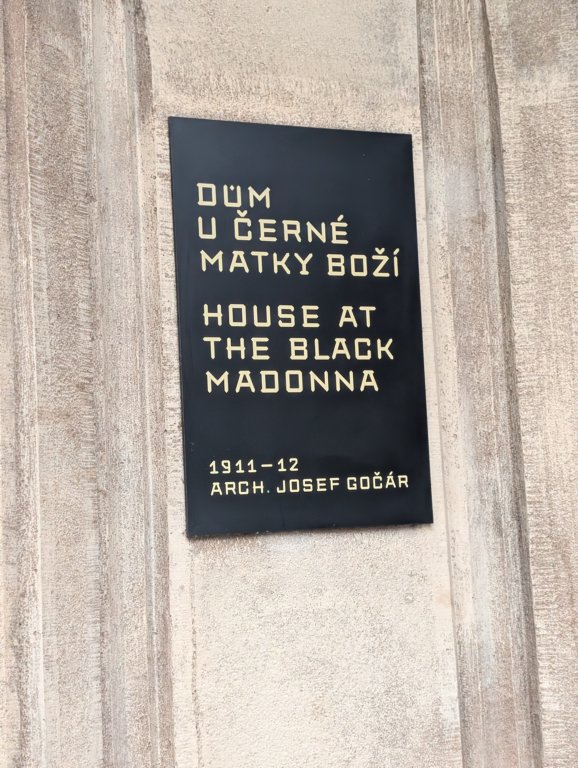 DŮM
U ČERNÉ
MATKY BOŽÍ
HOUSE AT
THE BLACK
MADONNA
1911–12
ARCH. JOSEF GOČÁR